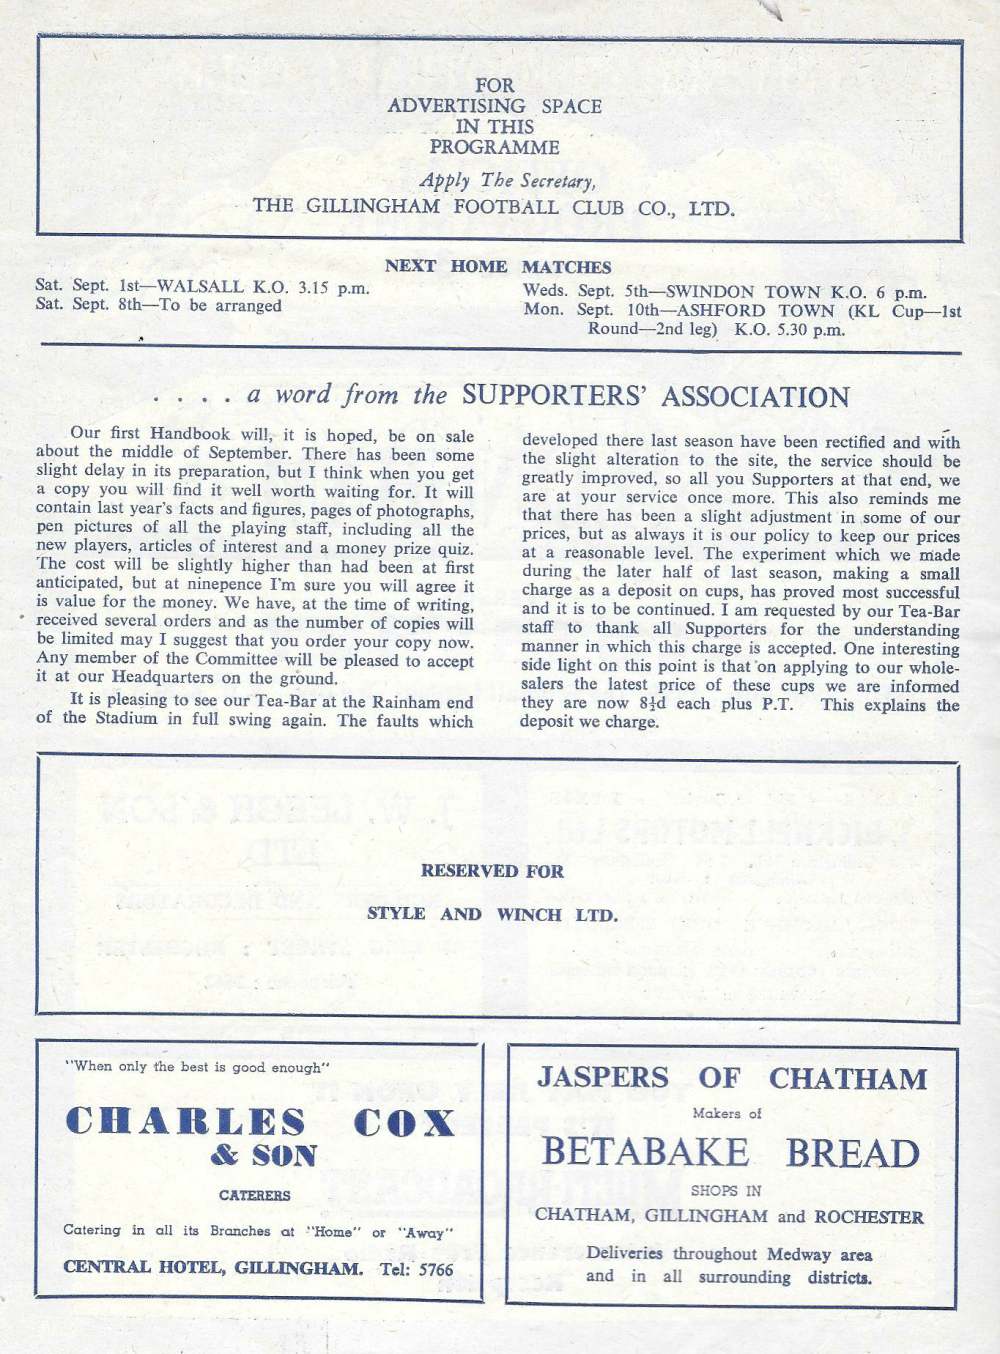 FOR
ADVERTISING SPACE
IN THIS
PROGRAMME
Apply The Secretary,
THE GILLINGHAM FOOTBALL CLUB CO., LTD.
NEXT HOME MATCHES
Sat. Sept. 1st—WALSALL K.O. 3.15 p.m.
Sat. Sept. 8th—To be arranged
Weds. Sept. 5th—SWINDON TOWN K.O. 6 p.m.
Mon. Sept. 10th—ASHFORD TOWN (KL Cup—1st
Round—2nd leg) K.O. 5.30 p.m.
. . . . a word from the SUPPORTERS' ASSOCIATION
Our first Handbook will, it is hoped, be on sale
about the middle of September. There has been some
slight delay in its preparation, but I think when you get
a copy you will find it well worth waiting for. It will
contain last year's facts and figures, pages of photographs,
pen pictures of all the playing staff, including all the
new players, articles of interest and a money prize quiz.
The cost will be slightly higher than had been at first
anticipated, but at ninepence I'm sure you will agree it
is value for the money. We have, at the time of writing,
received several orders and as the number of copies will
be limited may I suggest that you order your copy now.
Any member of the Committee will be pleased to accept
it at our Headquarters on the ground.
It is pleasing to see our Tea-Bar at the Rainham end
of the Stadium in full swing again. The faults which
developed there last season have been rectified and with
the slight alteration to the site, the service should be
greatly improved, so all you Supporters at that end, we
are at your service once more. This also reminds me
that there has been a slight adjustment in some of our
prices, but as always it is our policy to keep our prices
at a reasonable level. The experiment which we made
during the later half of last season, making a small
charge as a deposit on cups, has proved most successful
and it is to be continued. I am requested by our Tea-Bar
staff to thank all Supporters for the understanding
manner in which this charge is accepted. One interesting
side light on this point is that on applying to our whole-
salers the latest price of these cups we are informed
they are now 8½d each plus P.T. This explains the
deposit we charge.
RESERVED FOR
STYLE AND WINCH LTD.
"When only the best is good enough"
CHARLES COX
& SON
CATERERS
Catering in all its Branches at "Home" or "Away"
CENTRAL HOTEL, GILLINGHAM. Tel: 5766
JASPERS OF CHATHAM
Makers of
BETABAKE BREAD
SHOPS IN
CHATHAM, GILLINGHAM and ROCHESTER
Deliveries throughout Medway area
and in all surrounding districts.